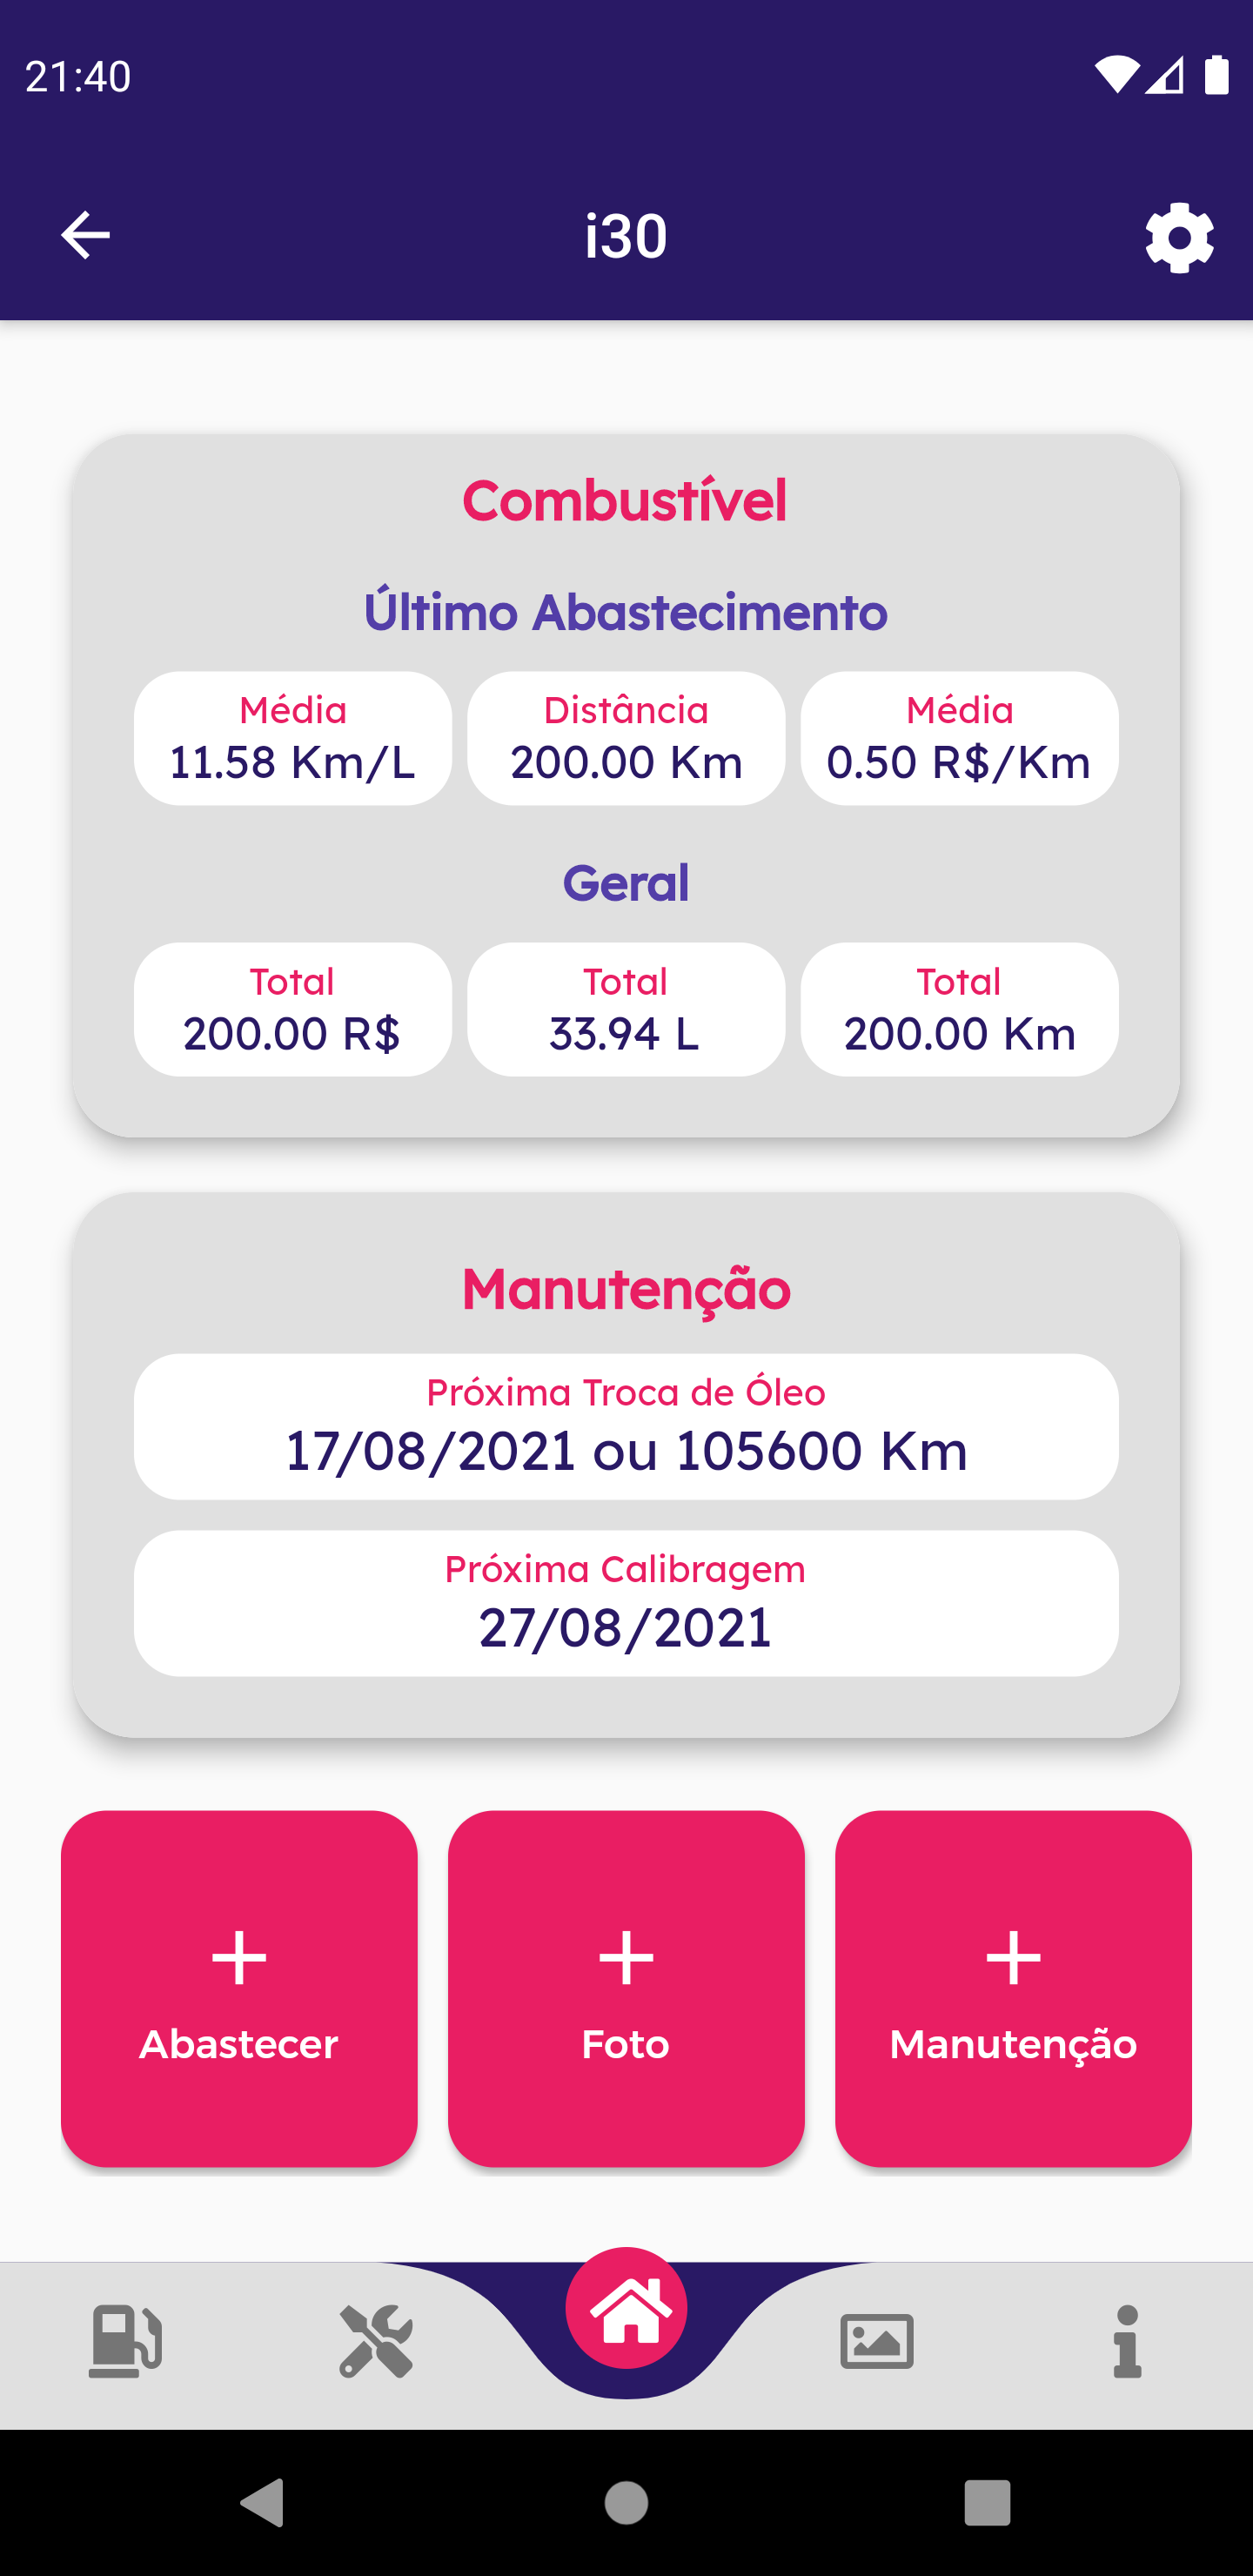 21:40
i30
Combustível
Último Abastecimento
Média Distância Média
11.58 Km/L 200.00 Km 0.50 R$/Km
Geral
Total Total Total
200.00 R$ 33.94 L 200.00 Km
Manutenção
Próxima Troca de Óleo
17/08/2021 ou 105600 Km
Próxima Calibragem
27/08/2021
+ + +
Abastecer Foto Manutenção